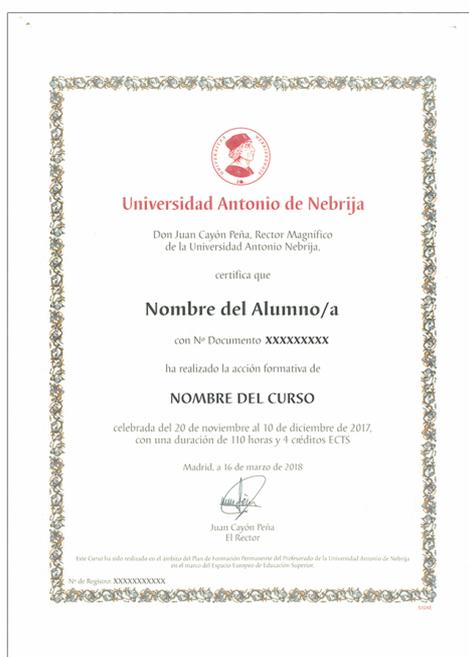 Universidad Antonio de Nebrija
Don Juan Cayón Peña, Rector Magnífico
de la Universidad Antonio Nebrija,
certifica que
Nombre del Alumno/a
con Nº Documento XXXXXXXXX
ha realizado la acción formativa de
NOMBRE DEL CURSO
celebrada del 20 de noviembre al 10 de diciembre de 2017,
con una duración de 110 horas y 4 créditos ECTS
Madrid, a 16 de marzo de 2018
Juan Cayón Peña
El Rector
Este Curso ha sido realizado en el ámbito del Plan de Formación Permanente del Profesorado de la Universidad Antonio de Nebrija
en el marco del Espacio Europeo de Educación Superior.
Nº de Registro: XXXXXXXXXXX